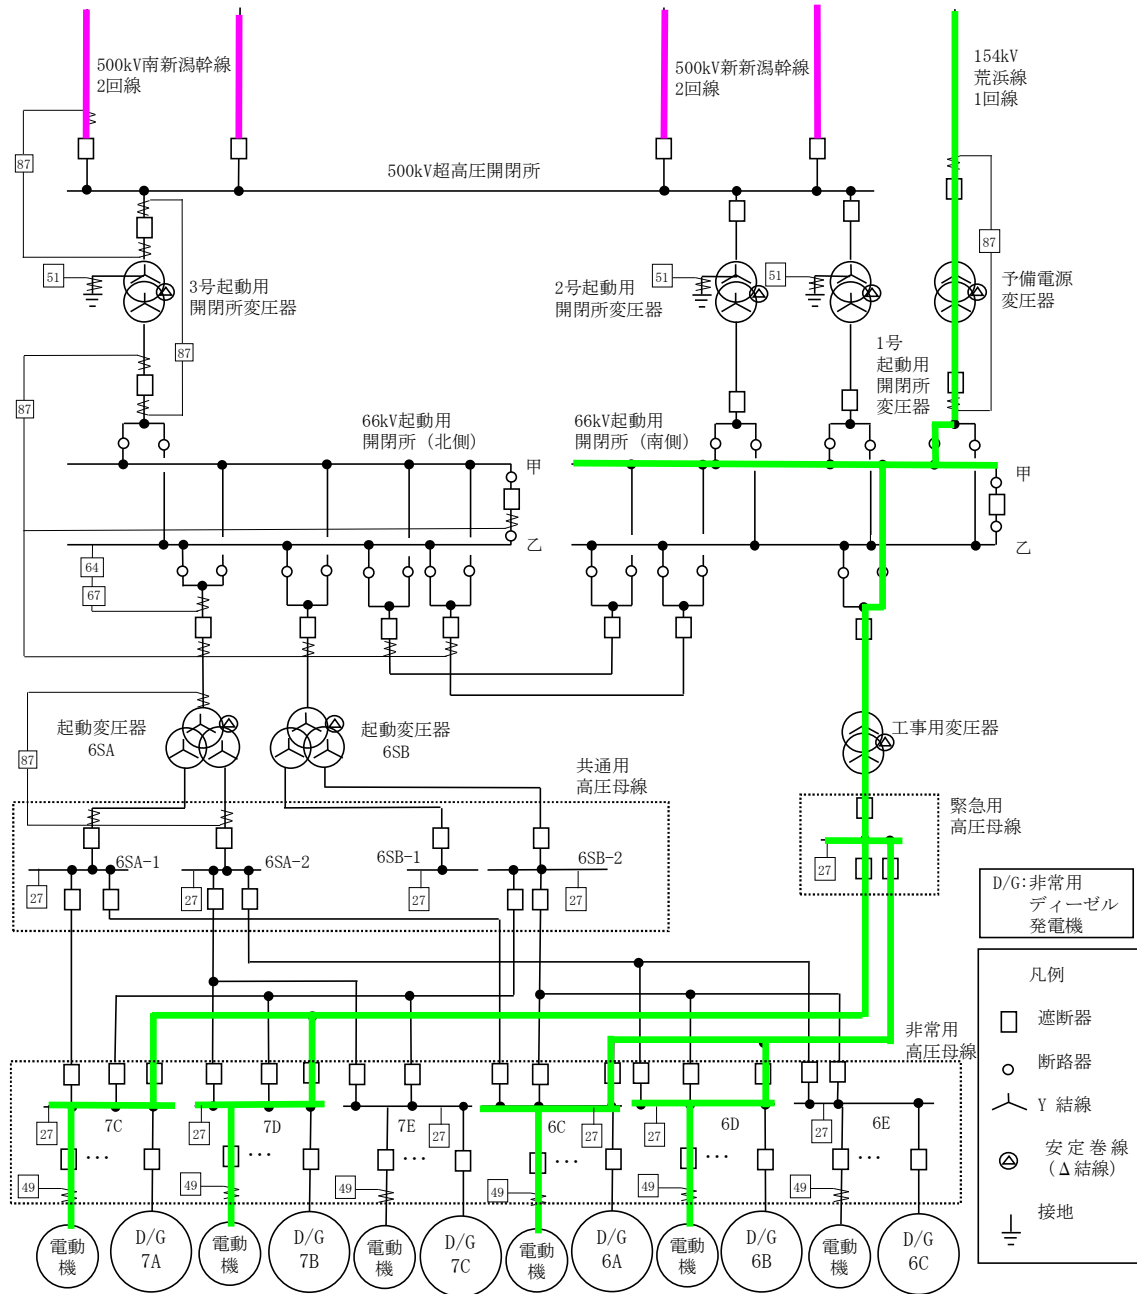 500kV南新潟幹線
2回線
500kV新新潟幹線
2回線
154kV
荒浜線
1回線
87
500kV超高圧開閉所
87
51
3号起動用
開閉所変圧器
51
2号起動用
開閉所変圧器
51
予備電源
変圧器
87
1号
起動用
開閉所
変圧器
87
66kV起動用
開閉所（北側）
66kV起動用
開閉所（南側）
甲
甲
乙
乙
64
67
起動変圧器
6SA
起動変圧器
6SB
工事用変圧器
87
共通用
高圧母線
緊急用
高圧母線
6SA-1
6SA-2
6SB-1
6SB-2
27
27
27
27
27
D/G:非常用
ディーゼル
発電機
凡例
遮断器
断路器
Y 結線
安定巻線
(Δ結線)
接地
非常用
高圧母線
7C
7D
7E
6C
6D
6E
27
27
27
27
27
27
…
…
…
…
…
…
49
49
49
49
49
電動
機
D/G
7A
電動
機
D/G
7B
電動
機
D/G
7C
電動
機
D/G
6A
電動
機
D/G
6B
電動
機
D/G
6C